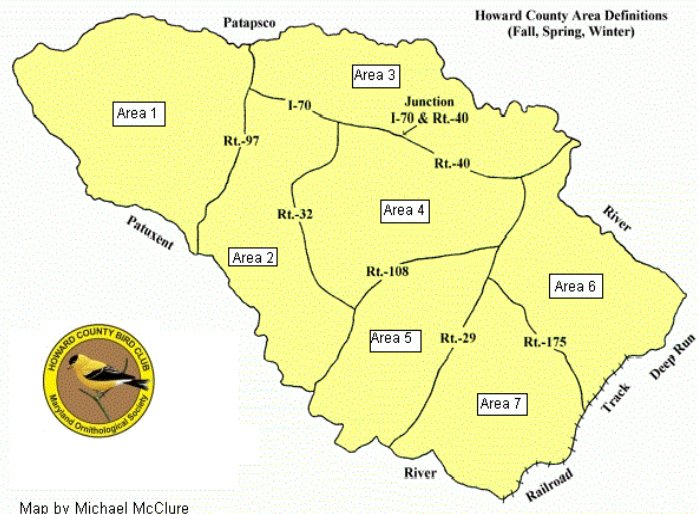 Howard County Area Definitions
(Fall, Spring, Winter)
Patapsco
Area 3
Area 1
I-70
Junction
I-70 & Rt.-40
Rt.-97
Rt.-40
Rt.-32
Area 4
River
Patuxent
Area 2
Rt.-108
Area 6
Area 5
Rt.-29
Rt.-175
Deep Run
Track
Area 7
River
Railroad
HOWARD COUNTY BIRD CLUB
Maryland Ornithological Society
Map by Michael McClure